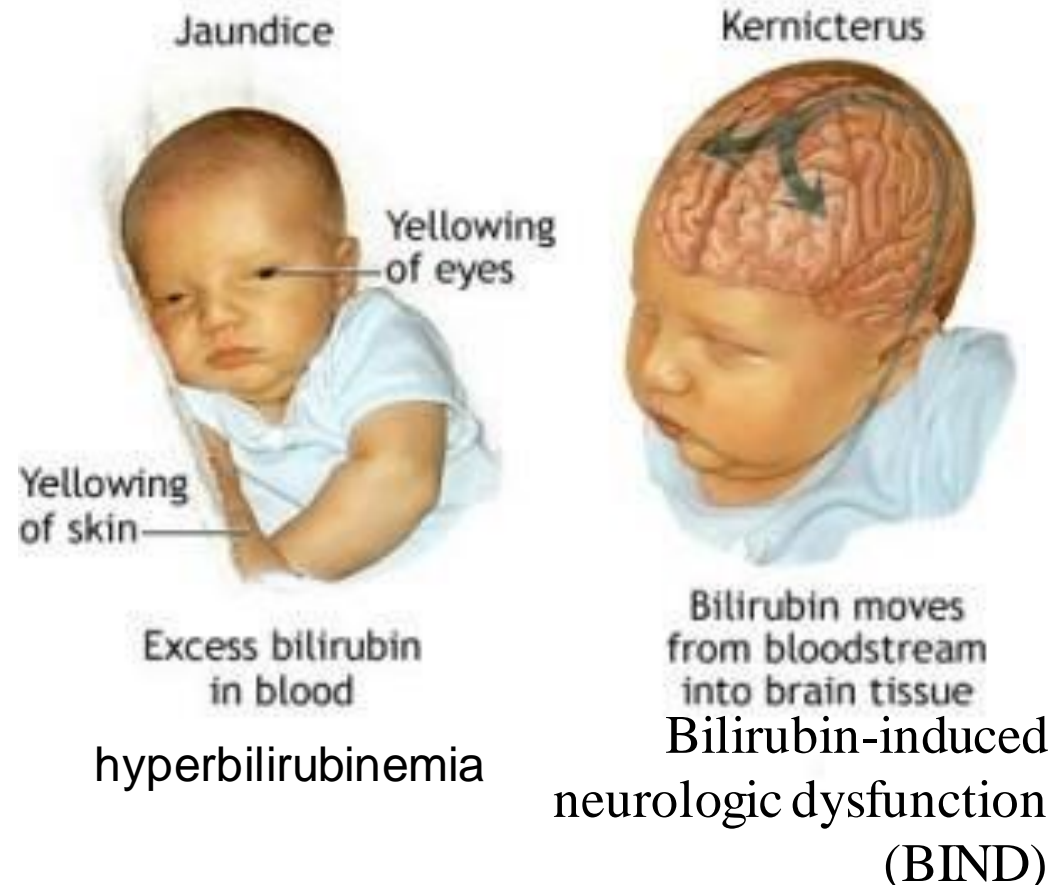 Jaundice
Yellowing
of eyes
Yellowing
of skin
Excess bilirubin
in blood
hyperbilirubinemia
Kernicterus
Bilirubin moves
from bloodstream
into brain tissue
Bilirubin-induced
neurologic dysfunction
(BIND)